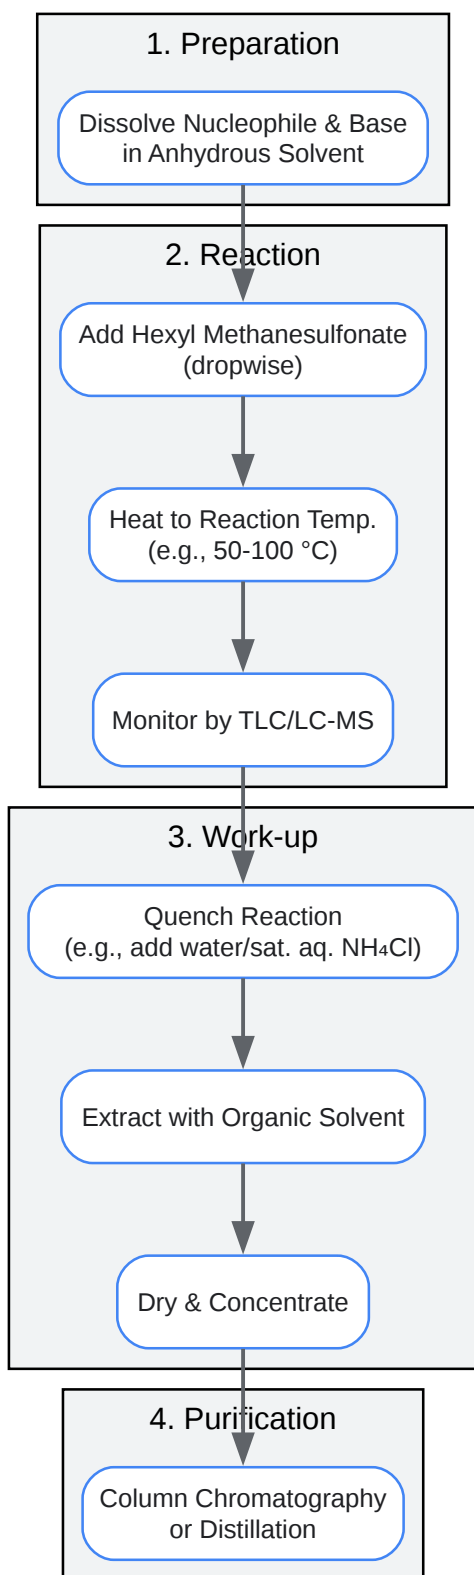 1. Preparation
Dissolve Nucleophile & Base
in Anhydrous Solvent
2. Reaction
Add Hexyl Methanesulfonate
(dropwise)
Heat to Reaction Temp.
(e.g., 50-100 °C)
Monitor by TLC/LC-MS
3. Work-up
Quench Reaction
(e.g., add water/sat. aq. NH₄Cl)
Extract with Organic Solvent
Dry & Concentrate
4. Purification
Column Chromatography
or Distillation